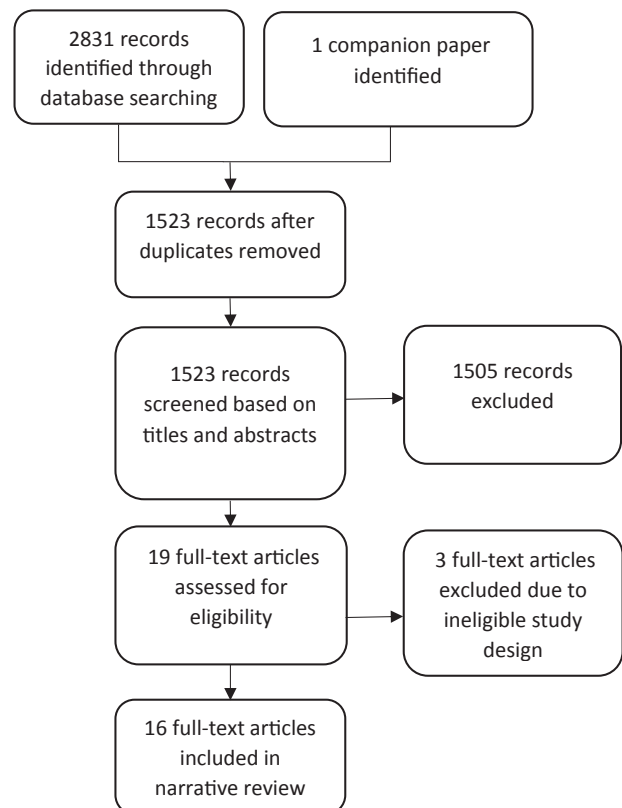 2831 records
identified through
database searching
1 companion paper
identified
1523 records after
duplicates removed
1523 records
screened based on
titles and abstracts
1505 records
excluded
19 full-text articles
assessed for
eligibility
3 full-text articles
excluded due to
ineligible study
design
16 full-text articles
included in
narrative review